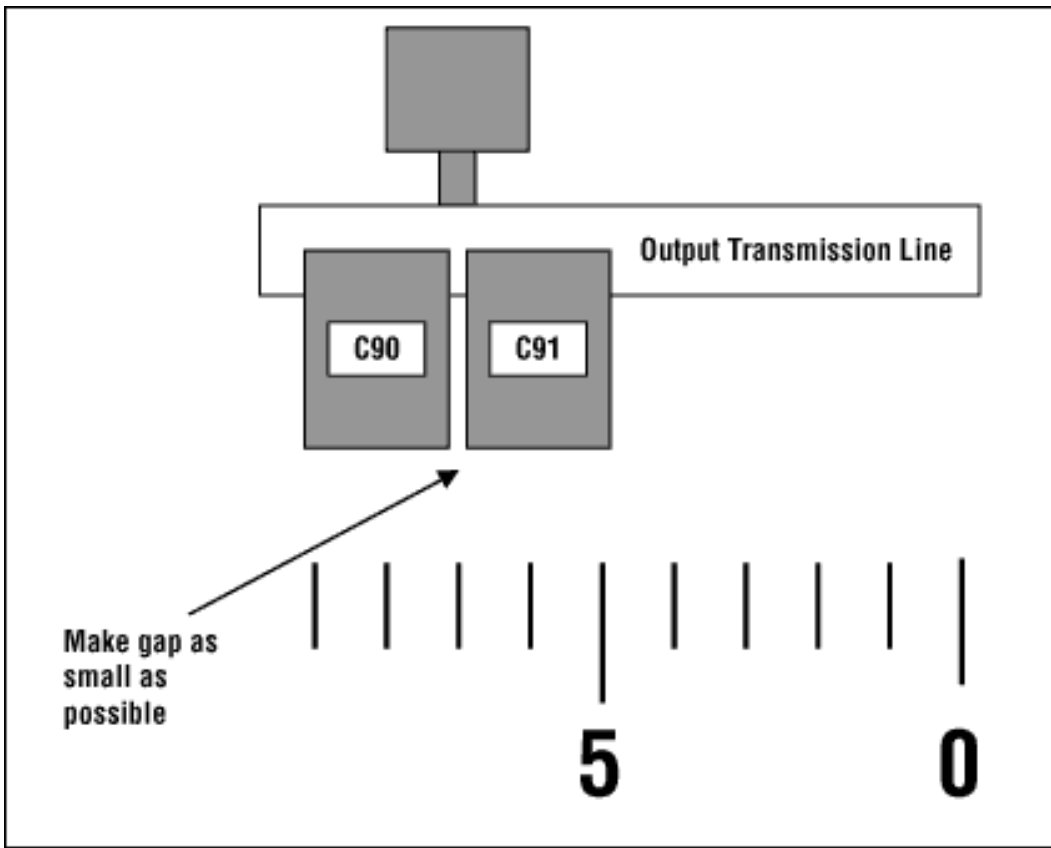 Output Transmission Line
C90
C91
Make gap as
small as
possible
5
0